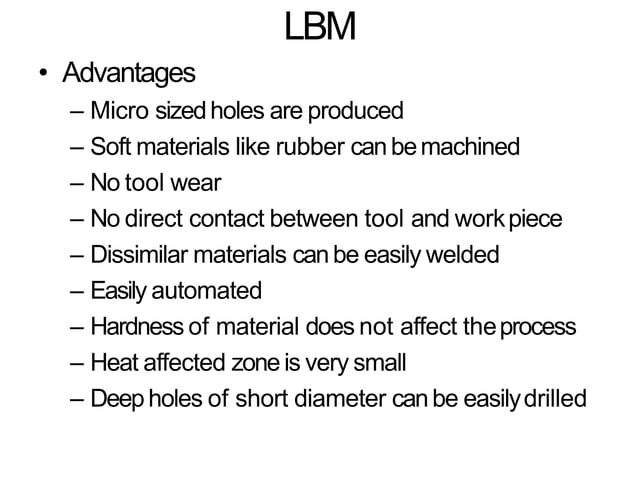 LBM
• Advantages
– Micro sized holes are produced
– Soft materials like rubber can be machined
– No tool wear
– No direct contact between tool and work piece
– Dissimilar materials can be easily welded
– Easily automated
– Hardness of material does not affect the process
– Heat affected zone is very small
– Deep holes of short diameter can be easily drilled